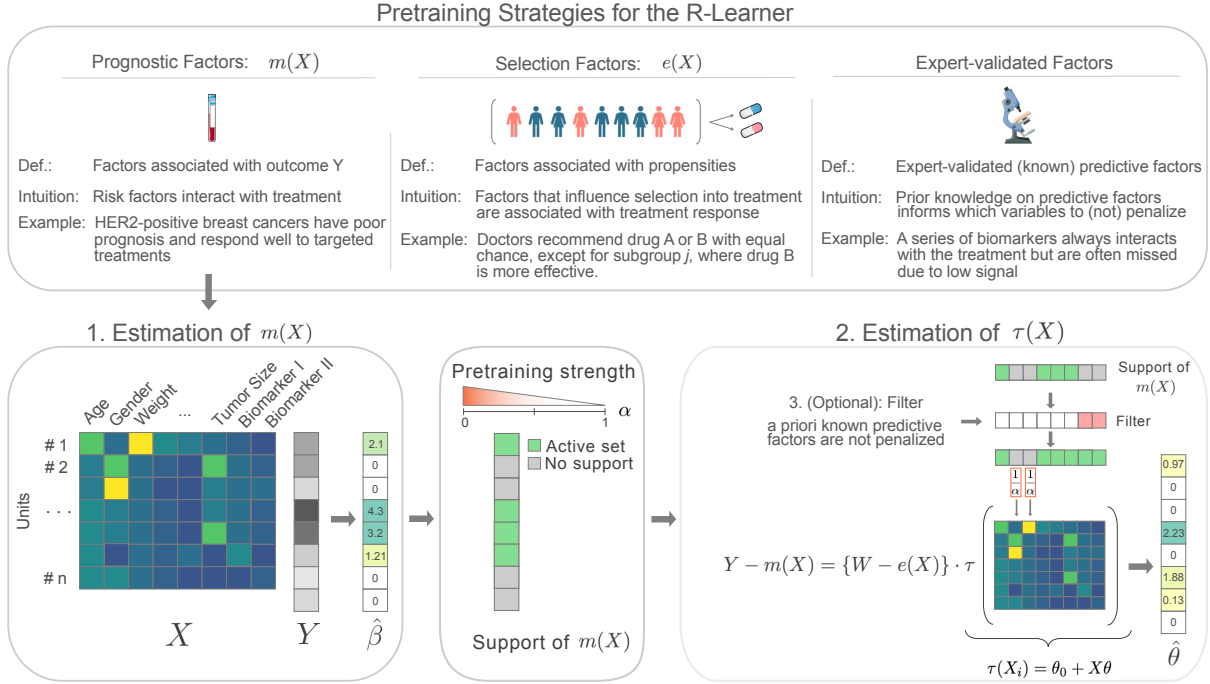 Pretraining Strategies for the R-Learner
Prognostic Factors: m(X)
Def.: Factors associated with outcome Y
Intuition: Risk factors interact with treatment
Example: HER2-positive breast cancers have poor
prognosis and respond well to targeted
treatments
Selection Factors: e(X)
Def.: Factors associated with propensities
Intuition: Factors that influence selection into treatment
are associated with treatment response
Example: Doctors recommend drug A or B with equal
chance, except for subgroup j, where drug B
is more effective.
Expert-validated Factors
Def.: Expert-validated (known) predictive factors
Intuition: Prior knowledge on predictive factors
informs which variables to (not) penalize
Example: A series of biomarkers always interacts
with the treatment but are often missed
due to low signal
1. Estimation of m(X)
Age
Gender
Weight
...
Tumor Size
Biomarker I
Biomarker II
Units
# 1
# 2
. . .
# n
X
Y
2.1
0
0
4.3
3.2
1.21
0
0
β̂
Pretraining strength
0
1
α
Active set
No support
Support of m(X)
2. Estimation of τ(X)
Support of
m(X)
3. (Optional): Filter
a priori known predictive
factors are not penalized
Filter
1/α 1/α
Y − m(X) = {W − e(X)} · τ
τ(X_i) = θ_0 + Xθ
0.97
0
0
2.23
0
1.88
0.13
0
θ̂